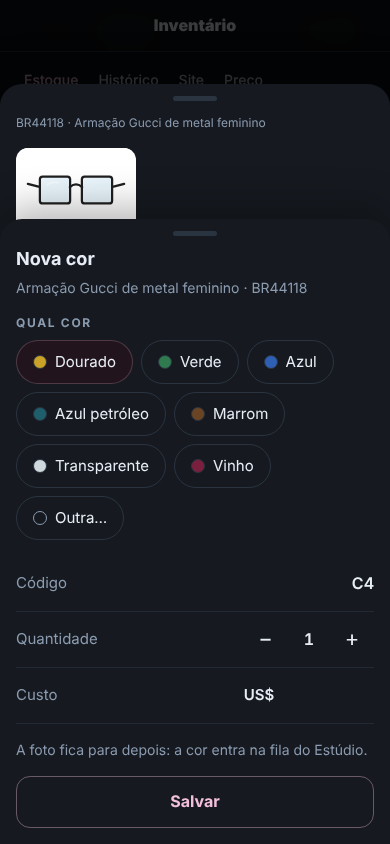 Inventário
Estoque Histórico Site Preço
BR44118 · Armação Gucci de metal feminino
Nova cor
Armação Gucci de metal feminino · BR44118
QUAL COR
Dourado Verde Azul
Azul petróleo Marrom
Transparente Vinho
Outra...
Código C4
Quantidade − 1 +
Custo US$
A foto fica para depois: a cor entra na fila do Estúdio.
Salvar